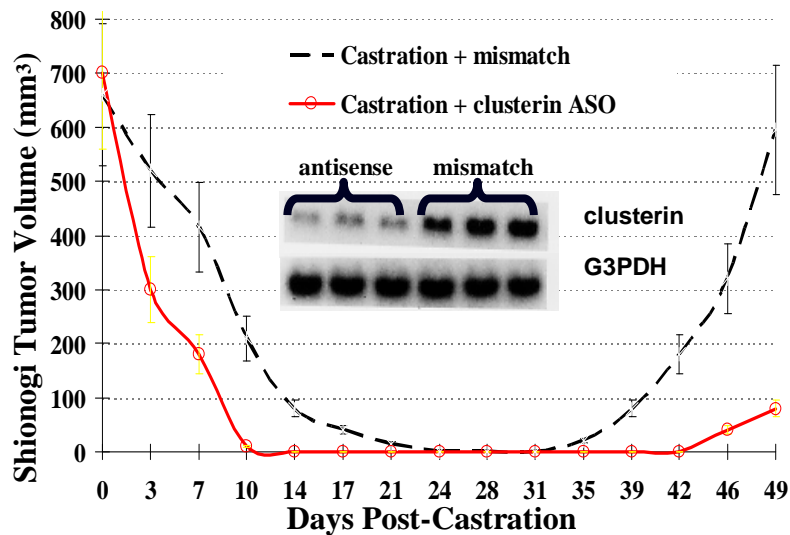 800
700
600
500
400
300
200
100
0
Shionogi Tumor Volume (mm³)
Castration + mismatch
Castration + clusterin ASO
antisense mismatch
clusterin
G3PDH
0 3 7 10 14 17 21 24 28 31 35 39 42 46 49
Days Post-Castration